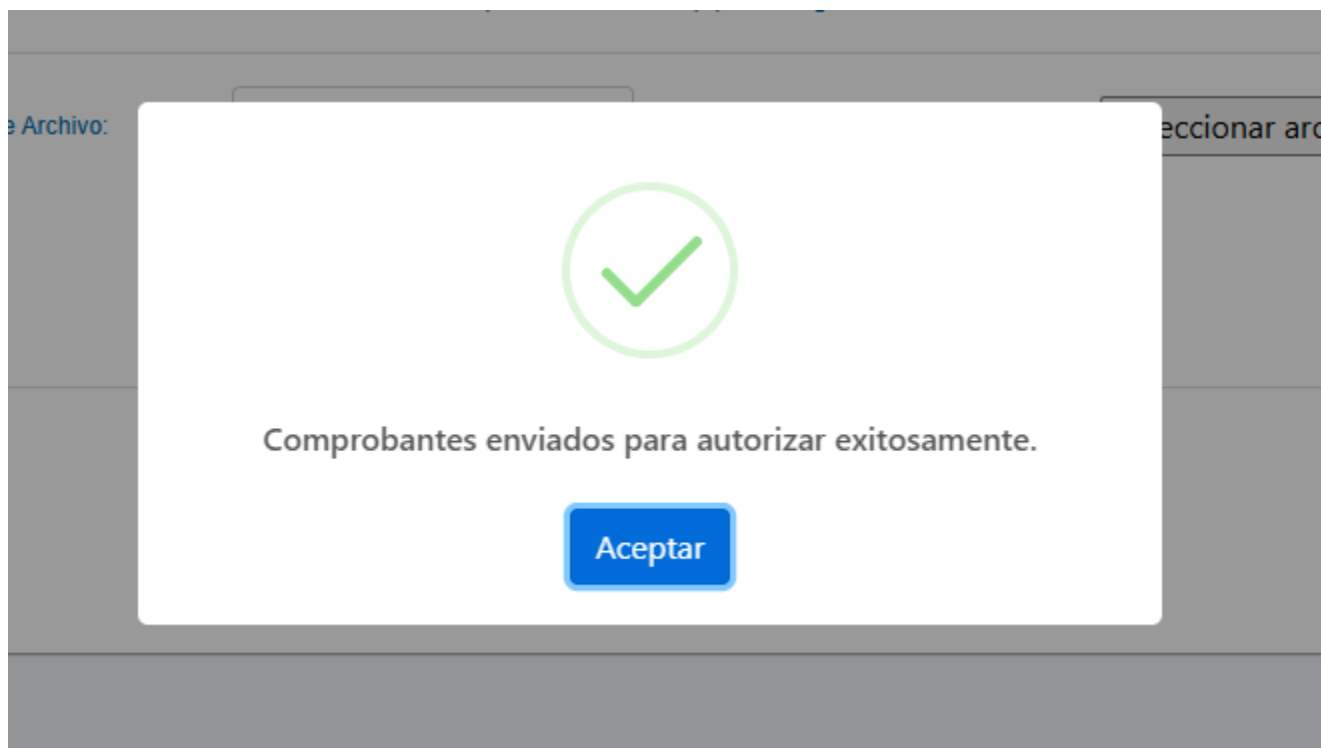 e Archivo:
eccionar arc
Comprobantes enviados para autorizar exitosamente.
Aceptar